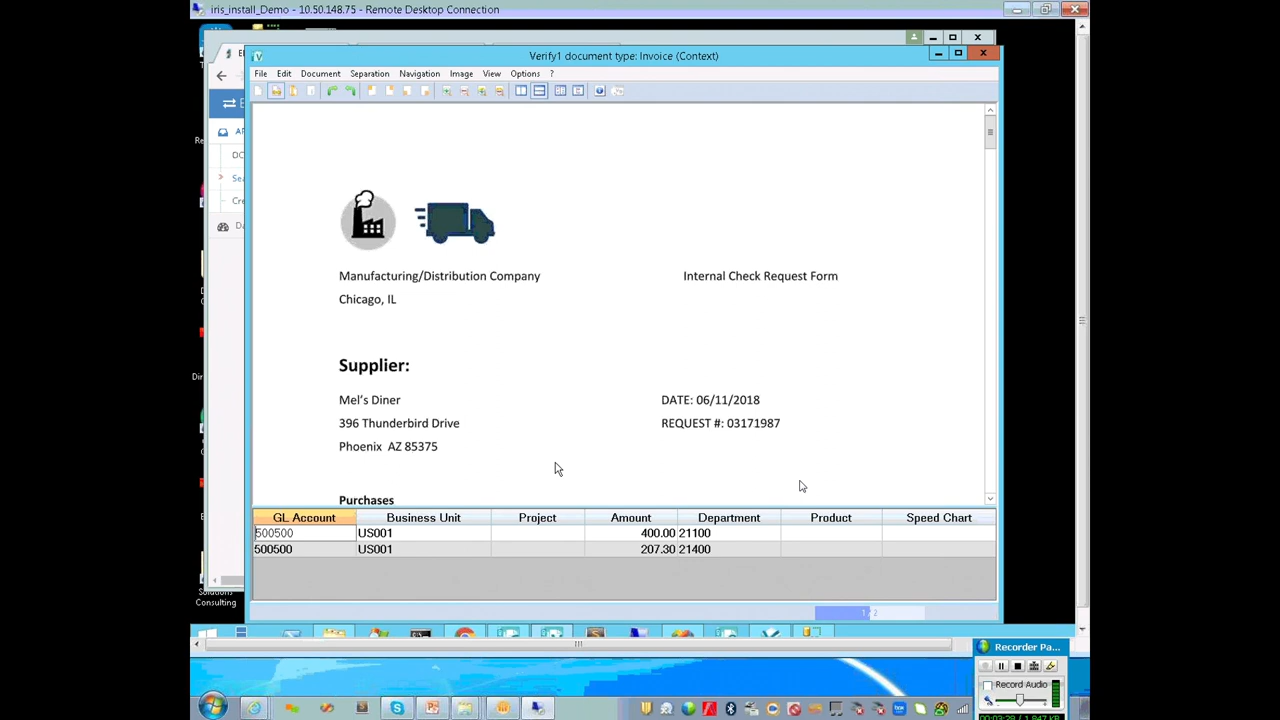 iris_install_Demo - 10.50.148.75 - Remote Desktop Connection
Verify1 document type: Invoice (Context)
File Edit Document Separation Navigation Image View Options ?
Manufacturing/Distribution Company Internal Check Request Form
Chicago, IL
Supplier:
Mel's Diner DATE: 06/11/2018
396 Thunderbird Drive REQUEST #: 03171987
Phoenix AZ 85375
Purchases
GL Account Business Unit Project Amount Department Product Speed Chart
500500 US001 400.00 21100
500500 US001 207.30 21400
Consulting
1 2
Recorder Pa...
Record Audio